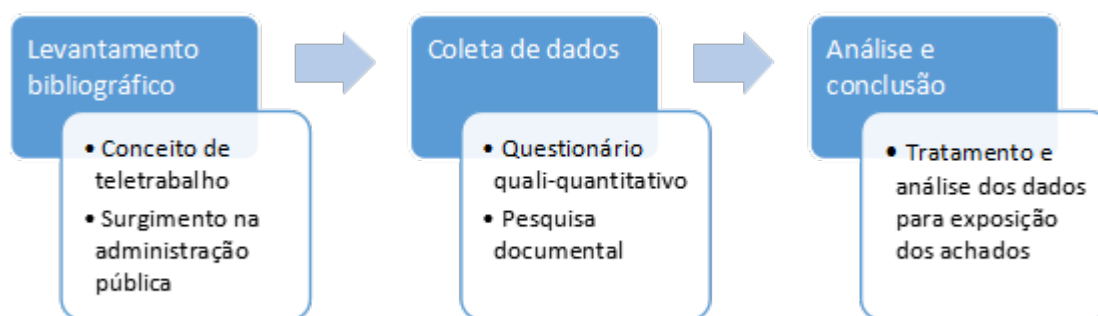 Levantamento
bibliográfico
• Conceito de
teletrabalho
• Surgimento na
administração
pública
Coleta de dados
• Questionário
quali-quantitativo
• Pesquisa
documental
Análise e
conclusão
• Tratamento e
análise dos dados
para exposição
dos achados